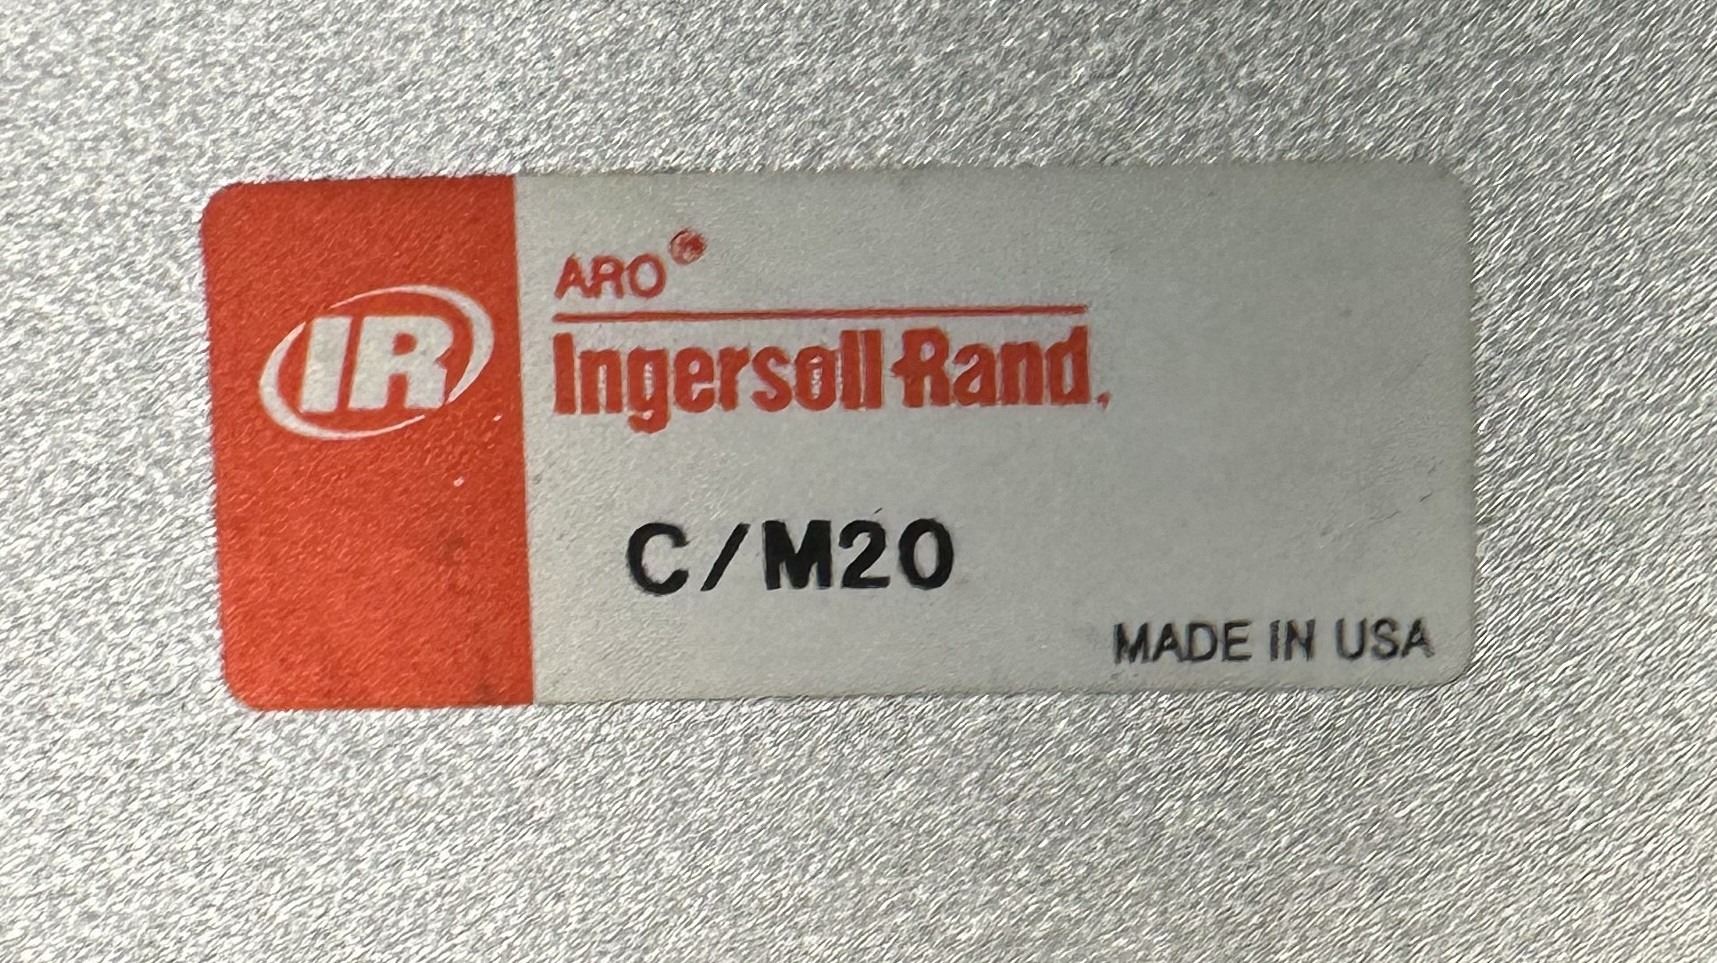 IR
ARO®
Ingersoll-Rand.
C/M20
MADE IN USA